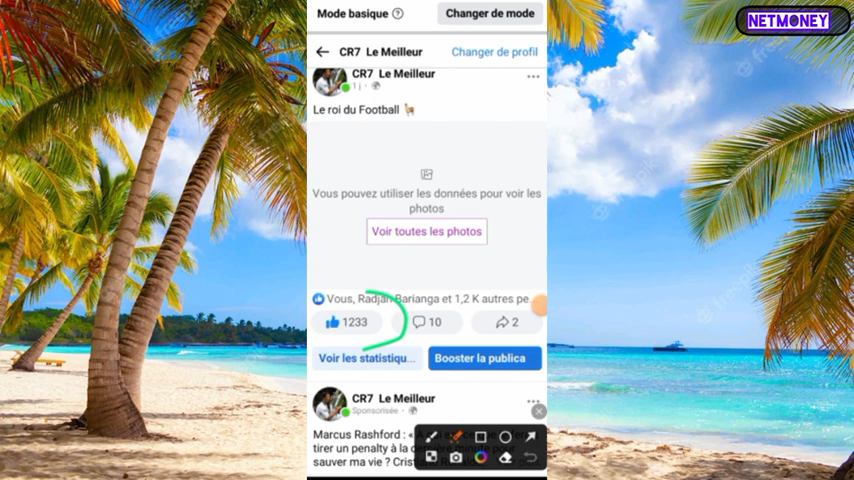 NETMONEY
Mode basique
Changer de mode
CR7 Le Meilleur
Changer de profil
CR7 Le Meilleur
1 j
Le roi du Football
Vous pouvez utiliser les données pour voir les
photos
Voir toutes les photos
Vous, Radjan Barianga et 1,2 K autres pe...
1233
10
2
Voir les statistiqu...
Booster la publica
CR7 Le Meilleur
Sponsorisée
Marcus Rashford : «
tirer un penalty à la dernière minute pour
sauver ma vie ?